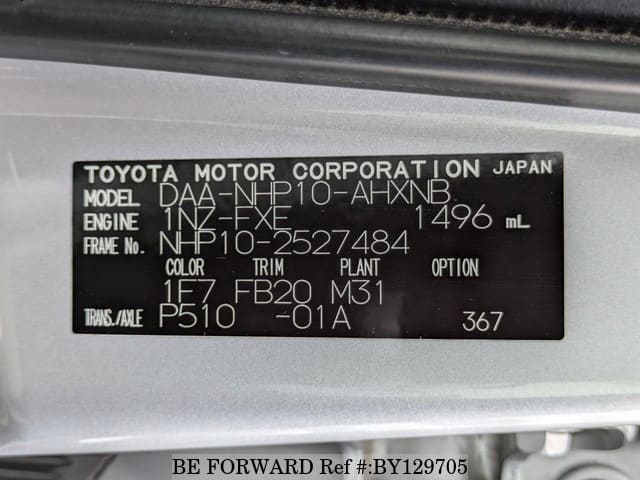 TOYOTA MOTOR CORPORATION JAPAN
MODEL DAA-NHP10-AHXNB
ENGINE 1NZ-FXE 1496 mL
FRAME No. NHP10-2527484
COLOR TRIM PLANT OPTION
1F7 FB20 M31
TRANS./AXLE P510 -01A 367
BE FORWARD Ref #:BY129705